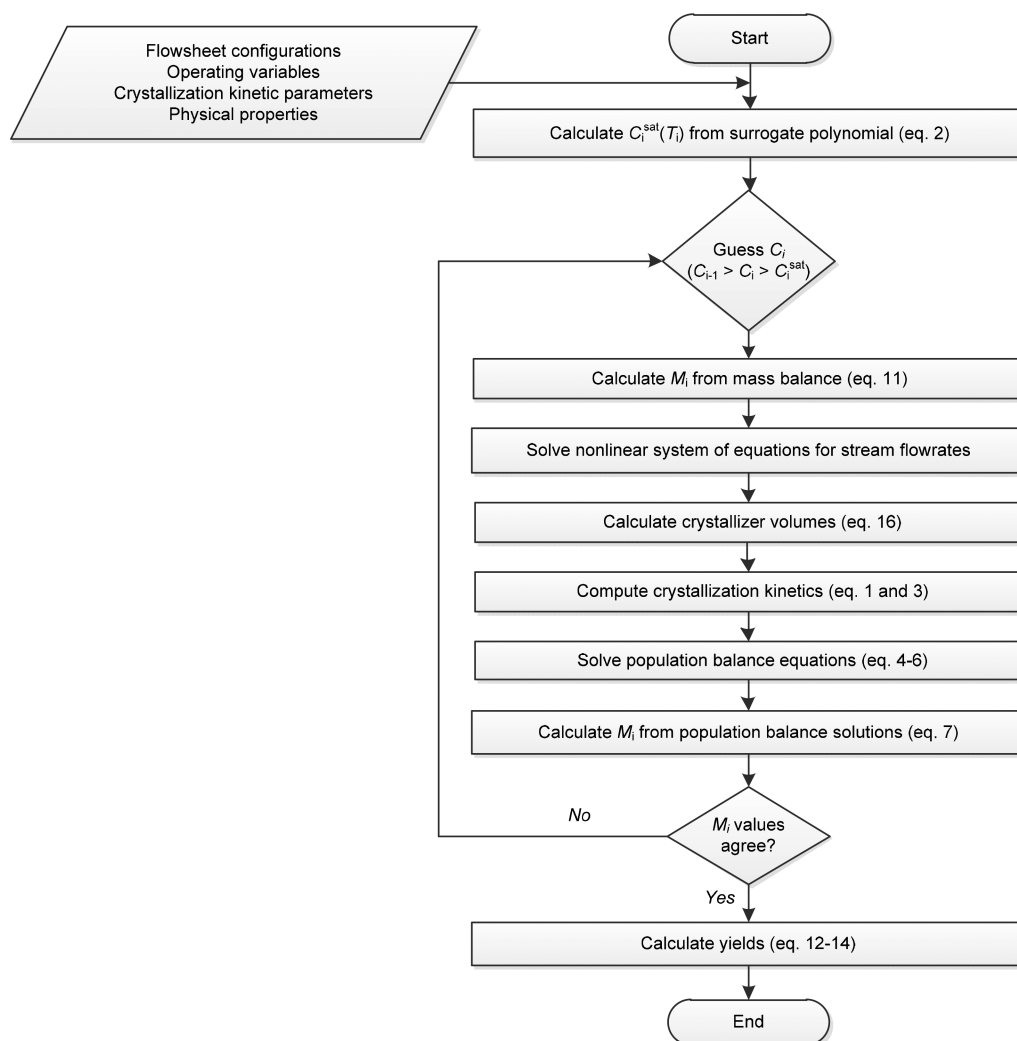 Flowsheet configurations
Operating variables
Crystallization kinetic parameters
Physical properties
Start
Calculate C_i^sat(T_i) from surrogate polynomial (eq. 2)
Guess C_i
(C_i-1 > C_i > C_i^sat)
Calculate M_i from mass balance (eq. 11)
Solve nonlinear system of equations for stream flowrates
Calculate crystallizer volumes (eq. 16)
Compute crystallization kinetics (eq. 1 and 3)
Solve population balance equations (eq. 4-6)
Calculate M_i from population balance solutions (eq. 7)
No
M_i values
agree?
Yes
Calculate yields (eq. 12-14)
End